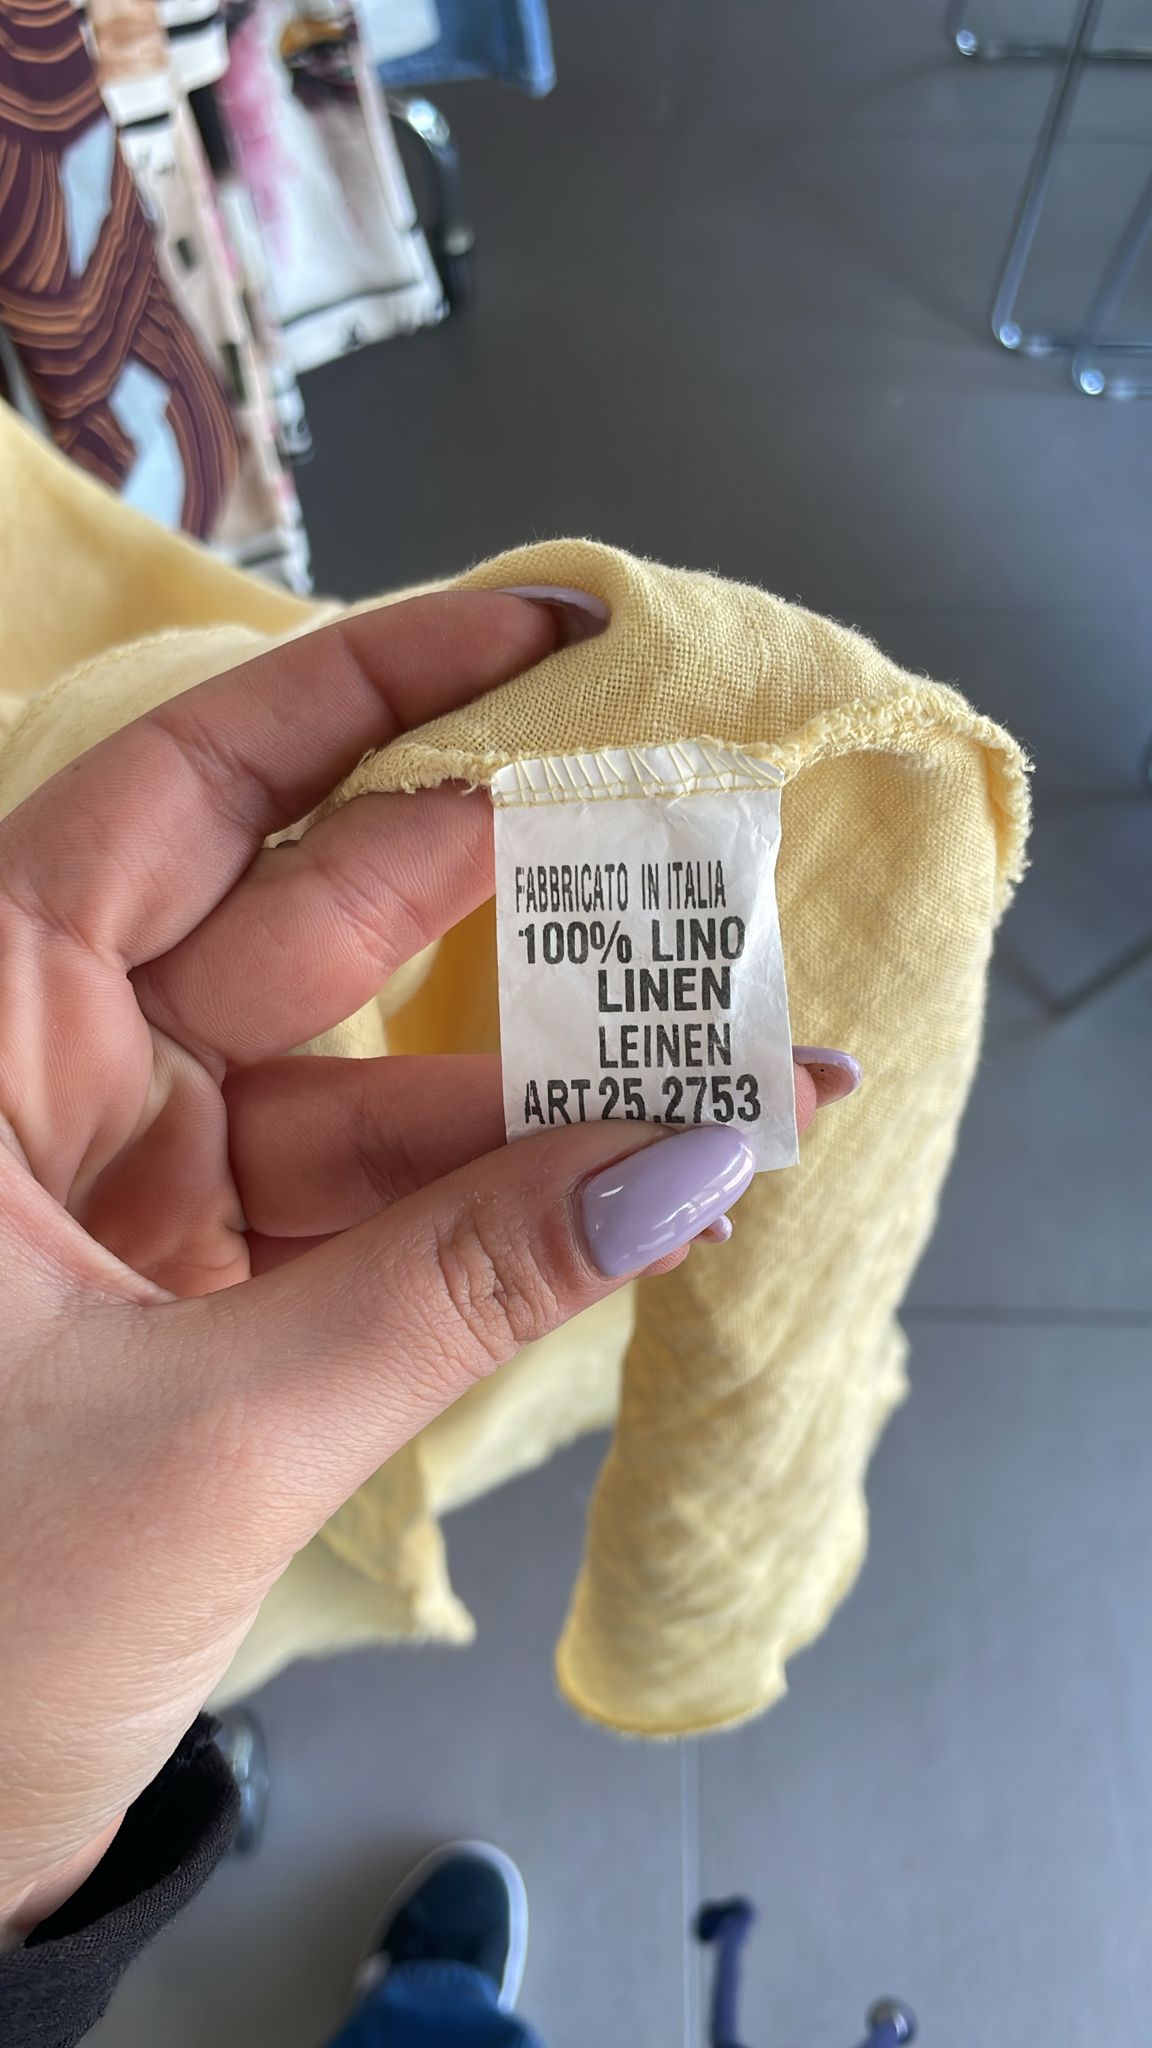 FABBRICATO IN ITALIA
100% LINO
LINEN
LEINEN
ART 25.2753